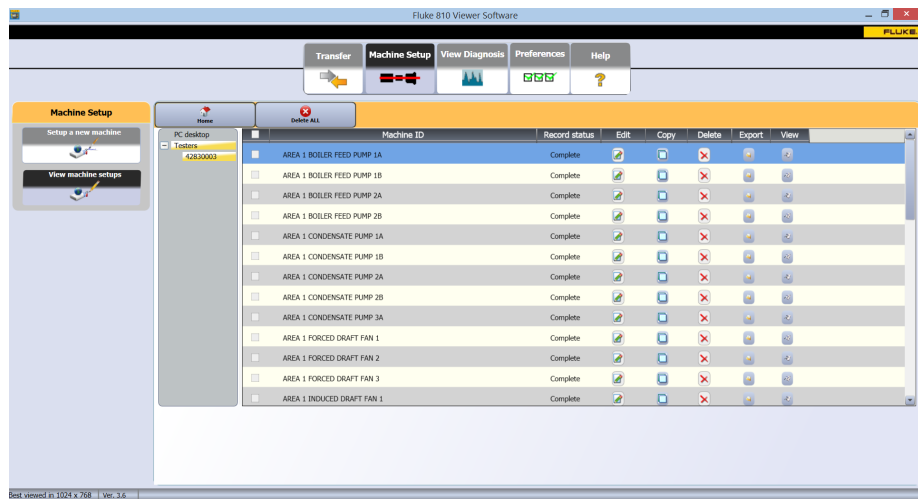 Fluke 810 Viewer Software
FLUKE.
Transfer Machine Setup View Diagnosis Preferences Help
Machine Setup
Home
Delete ALL
Setup a new machine
View machine setups
PC desktop
Testers
42830003
Machine ID Record status Edit Copy Delete Export View
AREA 1 BOILER FEED PUMP 1A Complete
AREA 1 BOILER FEED PUMP 1B Complete
AREA 1 BOILER FEED PUMP 2A Complete
AREA 1 BOILER FEED PUMP 2B Complete
AREA 1 CONDENSATE PUMP 1A Complete
AREA 1 CONDENSATE PUMP 1B Complete
AREA 1 CONDENSATE PUMP 2A Complete
AREA 1 CONDENSATE PUMP 2B Complete
AREA 1 CONDENSATE PUMP 3A Complete
AREA 1 FORCED DRAFT FAN 1 Complete
AREA 1 FORCED DRAFT FAN 2 Complete
AREA 1 FORCED DRAFT FAN 3 Complete
AREA 1 INDUCED DRAFT FAN 1 Complete
Best viewed in 1024 x 768 Ver. 3.6